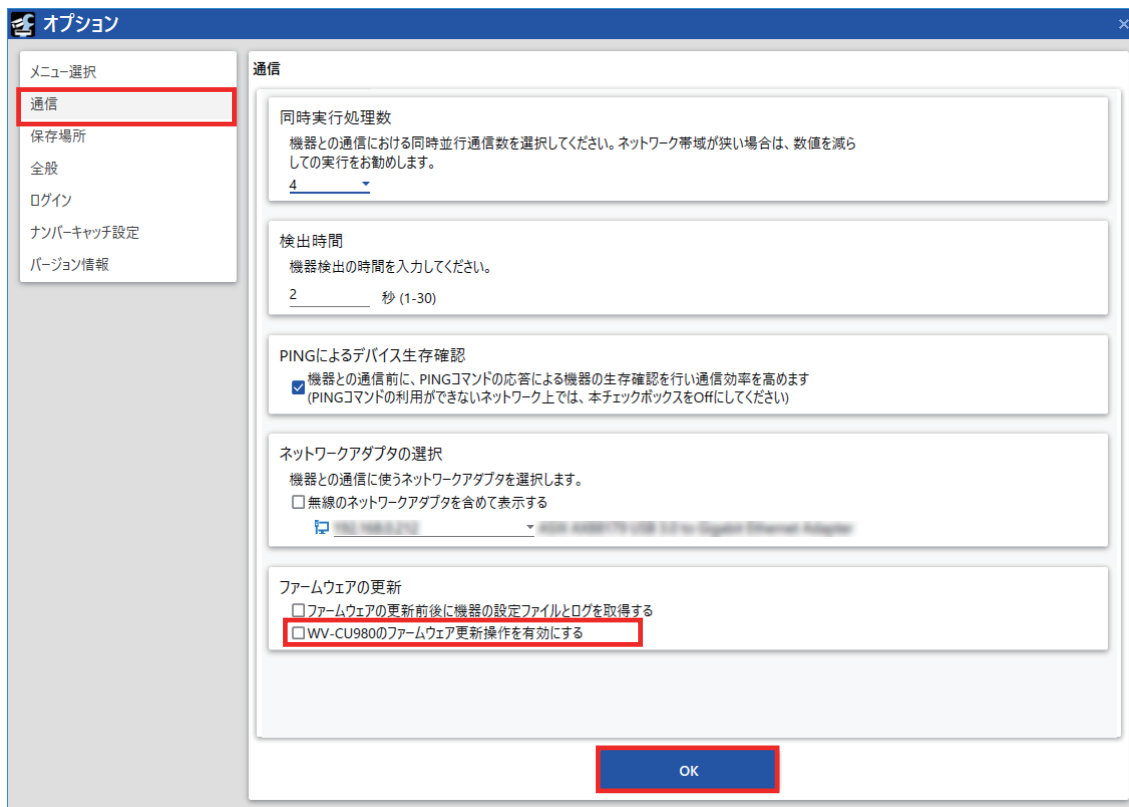 オプション
メニュー選択
通信
保存場所
全般
ログイン
ナンバーキャッチ設定
バージョン情報
通信
同時実行処理数
機器との通信における同時並行通信数を選択してください。ネットワーク帯域が狭い場合は、数値を減ら
しての実行をお勧めします。
4
検出時間
機器検出の時間を入力してください。
2 秒 (1-30)
PINGによるデバイス生存確認
機器との通信前に、PINGコマンドの応答による機器の生存確認を行い通信効率を高めます
(PINGコマンドの利用ができないネットワーク上では、本チェックボックスをOffにしてください)
ネットワークアダプタの選択
機器との通信に使うネットワークアダプタを選択します。
無線のネットワークアダプタを含めて表示する
ファームウェアの更新
ファームウェアの更新前後に機器の設定ファイルとログを取得する
WV-CU980のファームウェア更新操作を有効にする
OK